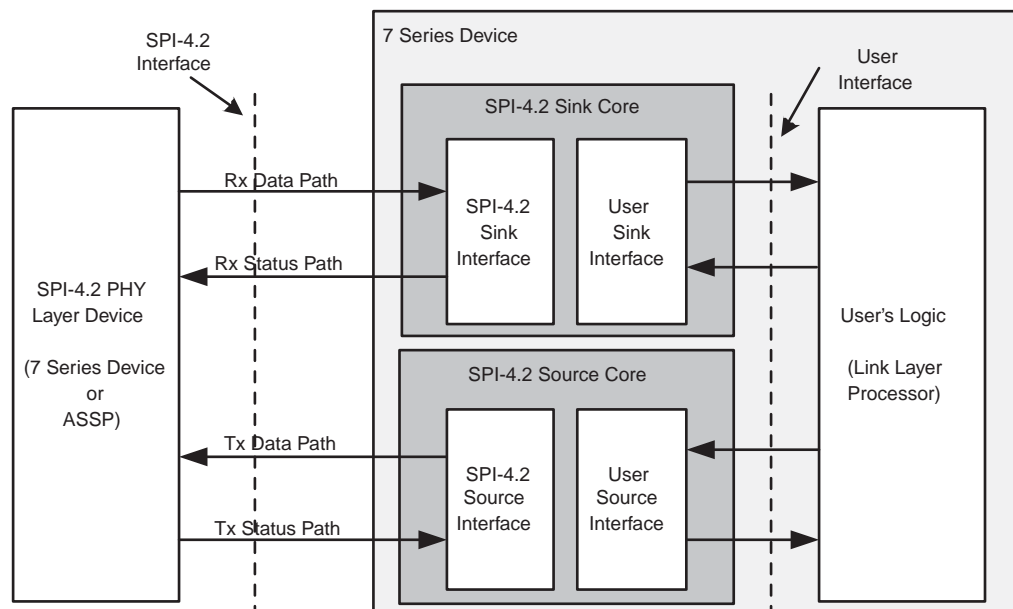 SPI-4.2
Interface
7 Series Device
User
Interface
SPI-4.2 Sink Core
Rx Data Path
Rx Status Path
SPI-4.2
Sink
Interface
User
Sink
Interface
SPI-4.2 PHY
Layer Device
(7 Series Device
or
ASSP)
User's Logic
(Link Layer
Processor)
SPI-4.2 Source Core
Tx Data Path
Tx Status Path
SPI-4.2
Source
Interface
User
Source
Interface